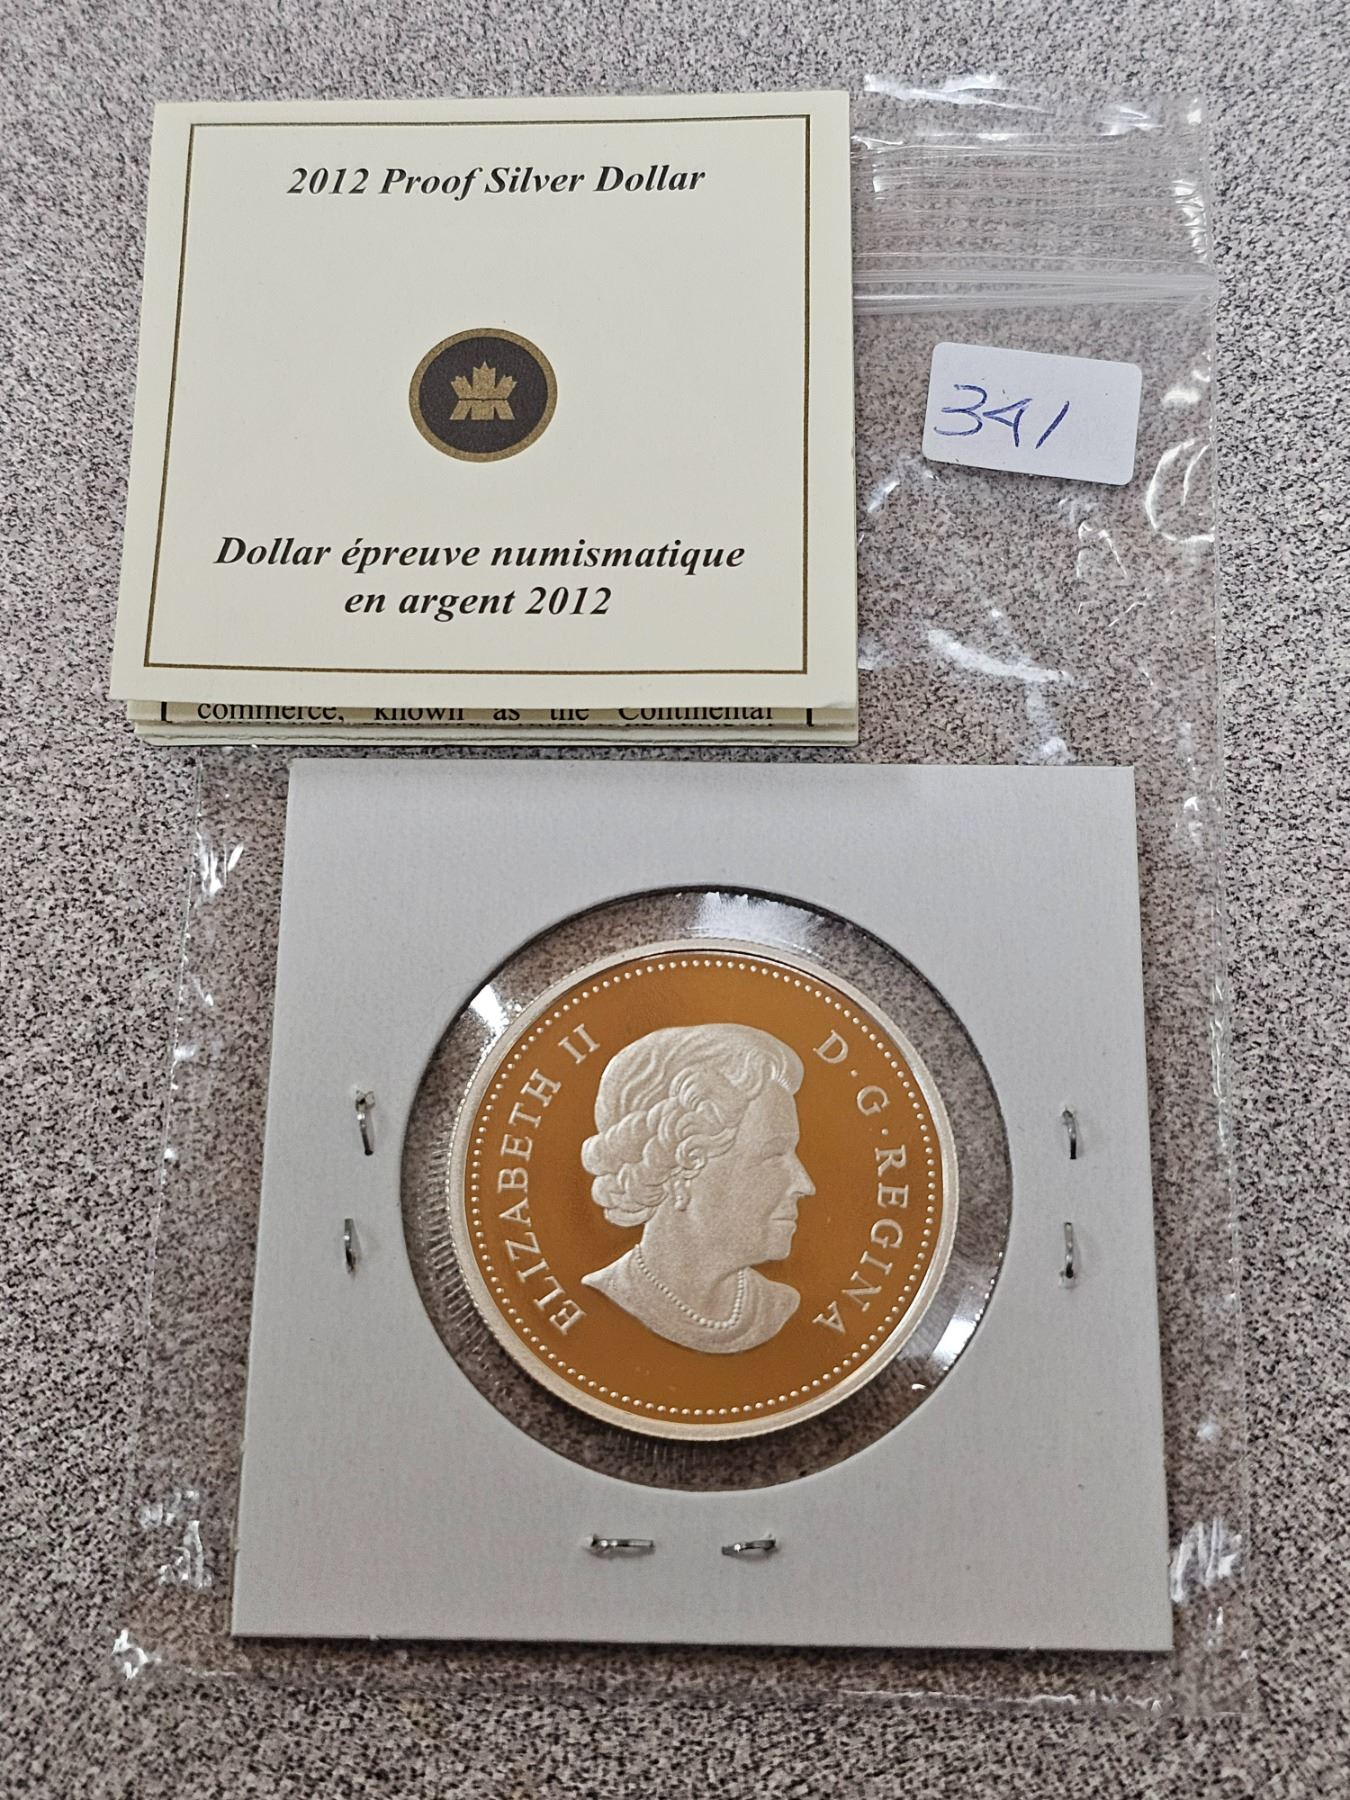 2012 Proof Silver Dollar
341
Dollar épreuve numismatique
en argent 2012
commerce, known as the Continental
ELIZABETH II D·G·REGINA